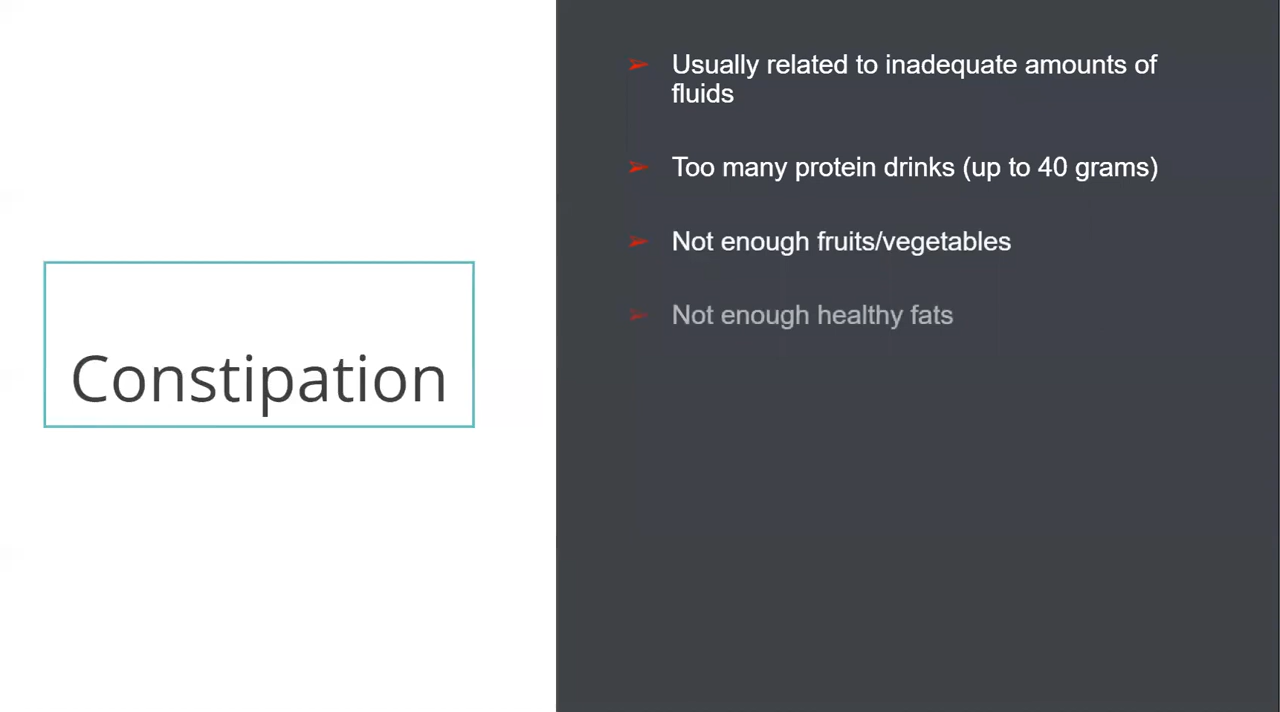 Constipation
➢ Usually related to inadequate amounts of
fluids
➢ Too many protein drinks (up to 40 grams)
➢ Not enough fruits/vegetables
➢ Not enough healthy fats